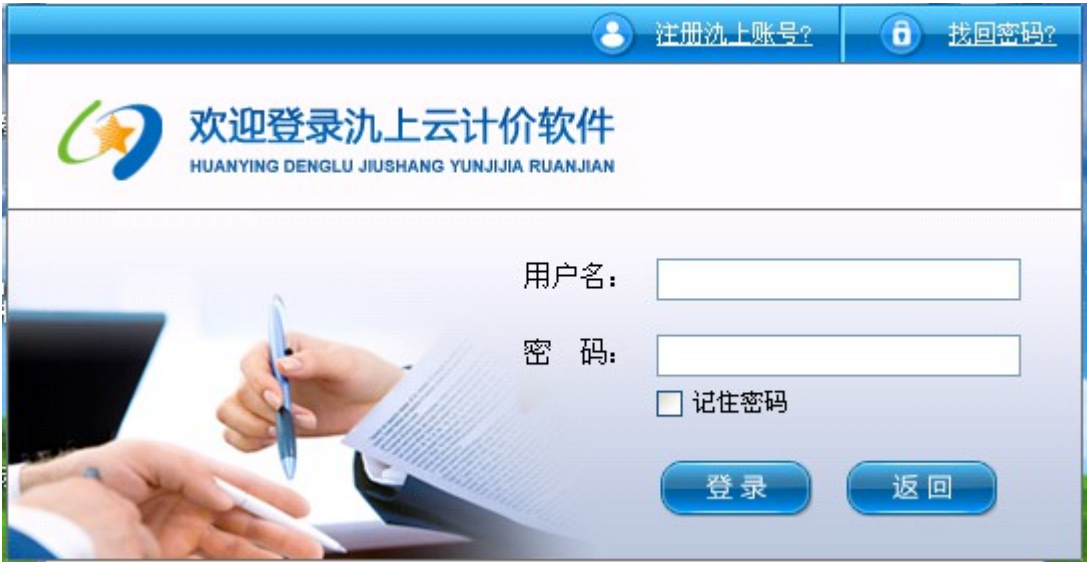 注册氿上账号?
找回密码?
欢迎登录氿上云计价软件
HUANYING DENGLU JIUSHANG YUNJIJIA RUANJIAN
用户名：
密 码：
记住密码
登录
返回